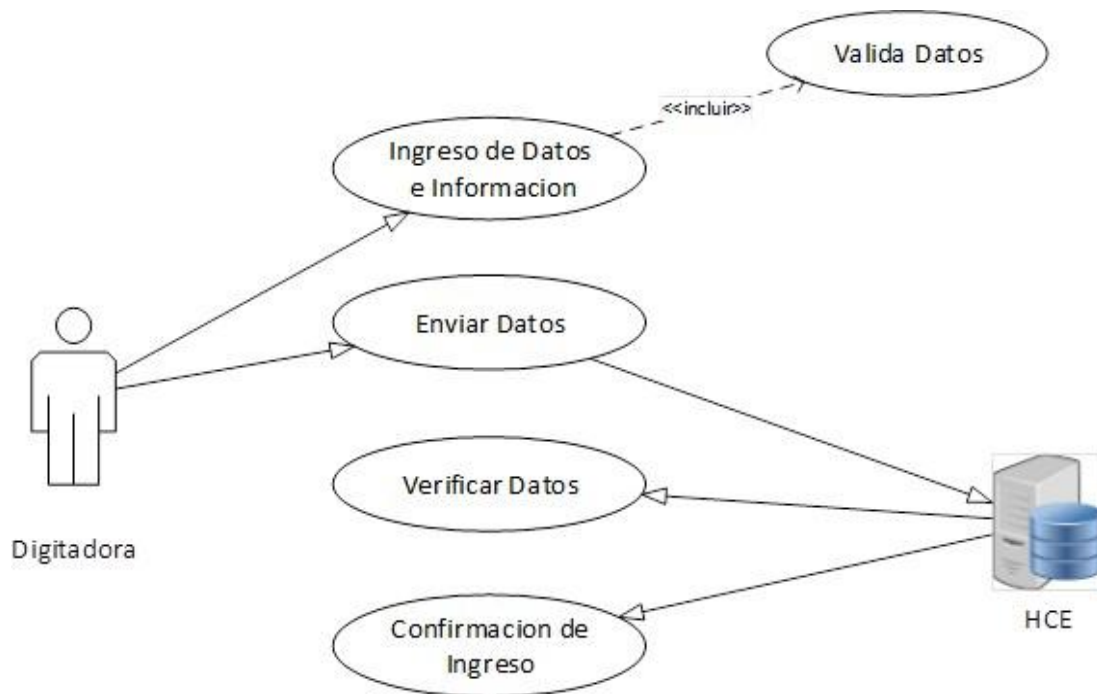 Valida Datos
<<incluir>>
Ingreso de Datos
e Informacion
Enviar Datos
Verificar Datos
Digitadora
HCE
Confirmacion de
Ingreso